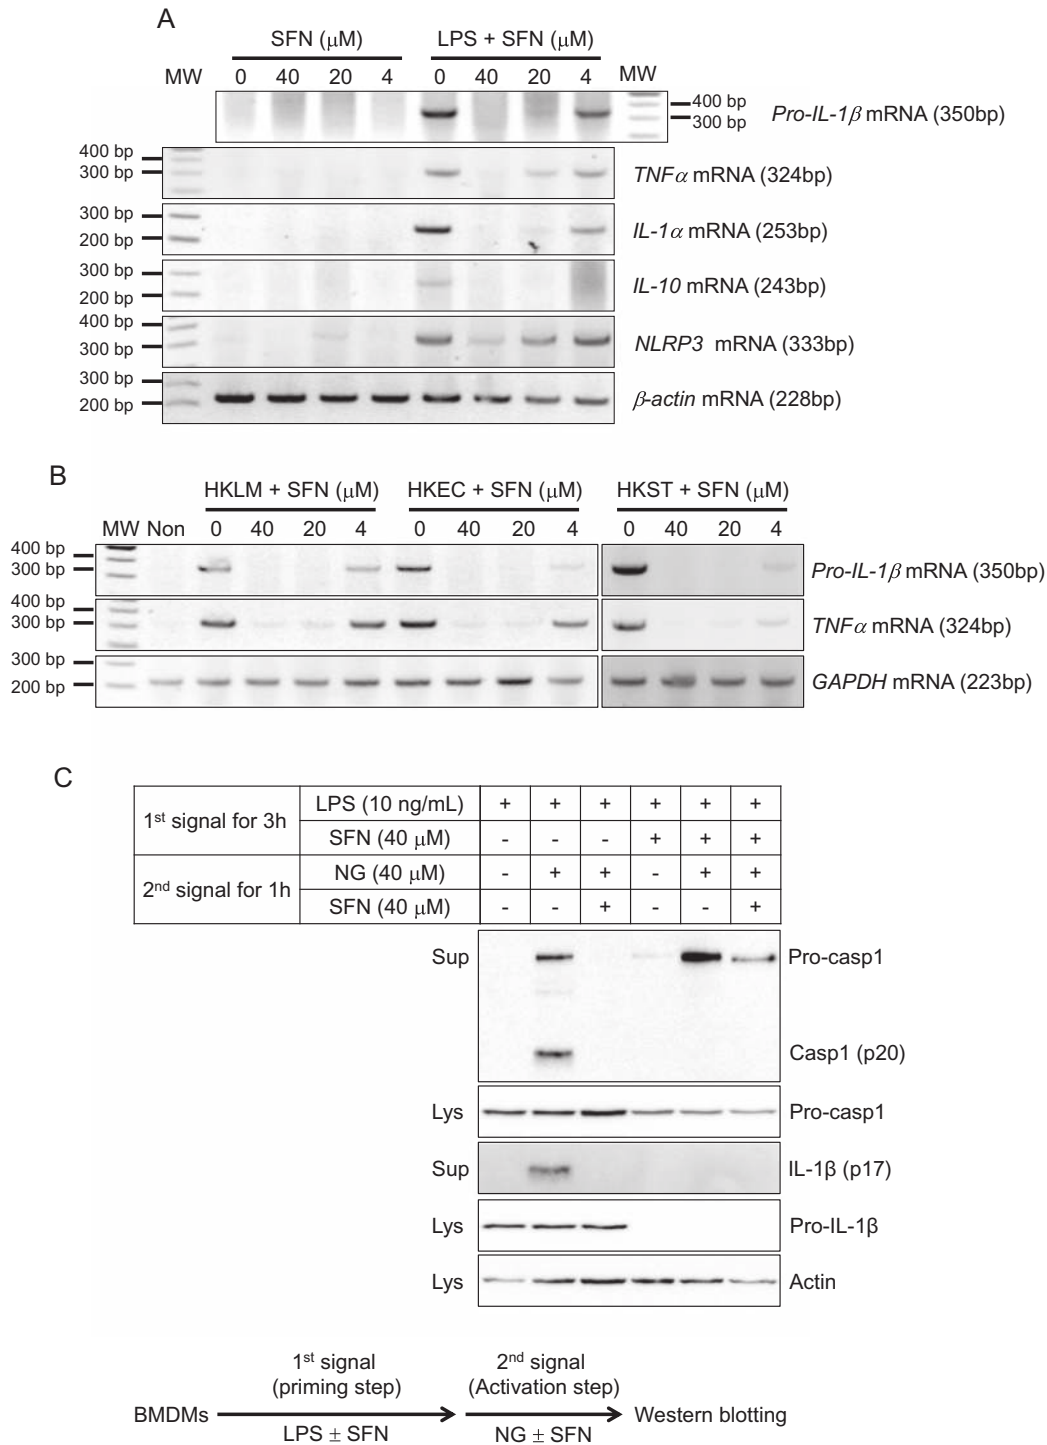 A
SFN (μM) LPS + SFN (μM)
MW 0 40 20 4 0 40 20 4 MW
400 bp
300 bp
Pro-IL-1β mRNA (350bp)
400 bp
300 bp
TNFα mRNA (324bp)
300 bp
200 bp
IL-1α mRNA (253bp)
300 bp
200 bp
IL-10 mRNA (243bp)
400 bp
300 bp
NLRP3 mRNA (333bp)
300 bp
200 bp
β-actin mRNA (228bp)
B
HKLM + SFN (μM) HKEC + SFN (μM) HKST + SFN (μM)
MW Non 0 40 20 4 0 40 20 4 0 40 20 4
400 bp
300 bp
Pro-IL-1β mRNA (350bp)
400 bp
300 bp
TNFα mRNA (324bp)
300 bp
200 bp
GAPDH mRNA (223bp)
C
1st signal for 3h
LPS (10 ng/mL) + + + + + +
SFN (40 μM) - - - + + +
2nd signal for 1h
NG (40 μM) - + + - + +
SFN (40 μM) - - + - - +
Sup Pro-casp1
Casp1 (p20)
Lys Pro-casp1
Sup IL-1β (p17)
Lys Pro-IL-1β
Lys Actin
1st signal
(priming step)
2nd signal
(Activation step)
BMDMs
LPS ± SFN
NG ± SFN
Western blotting